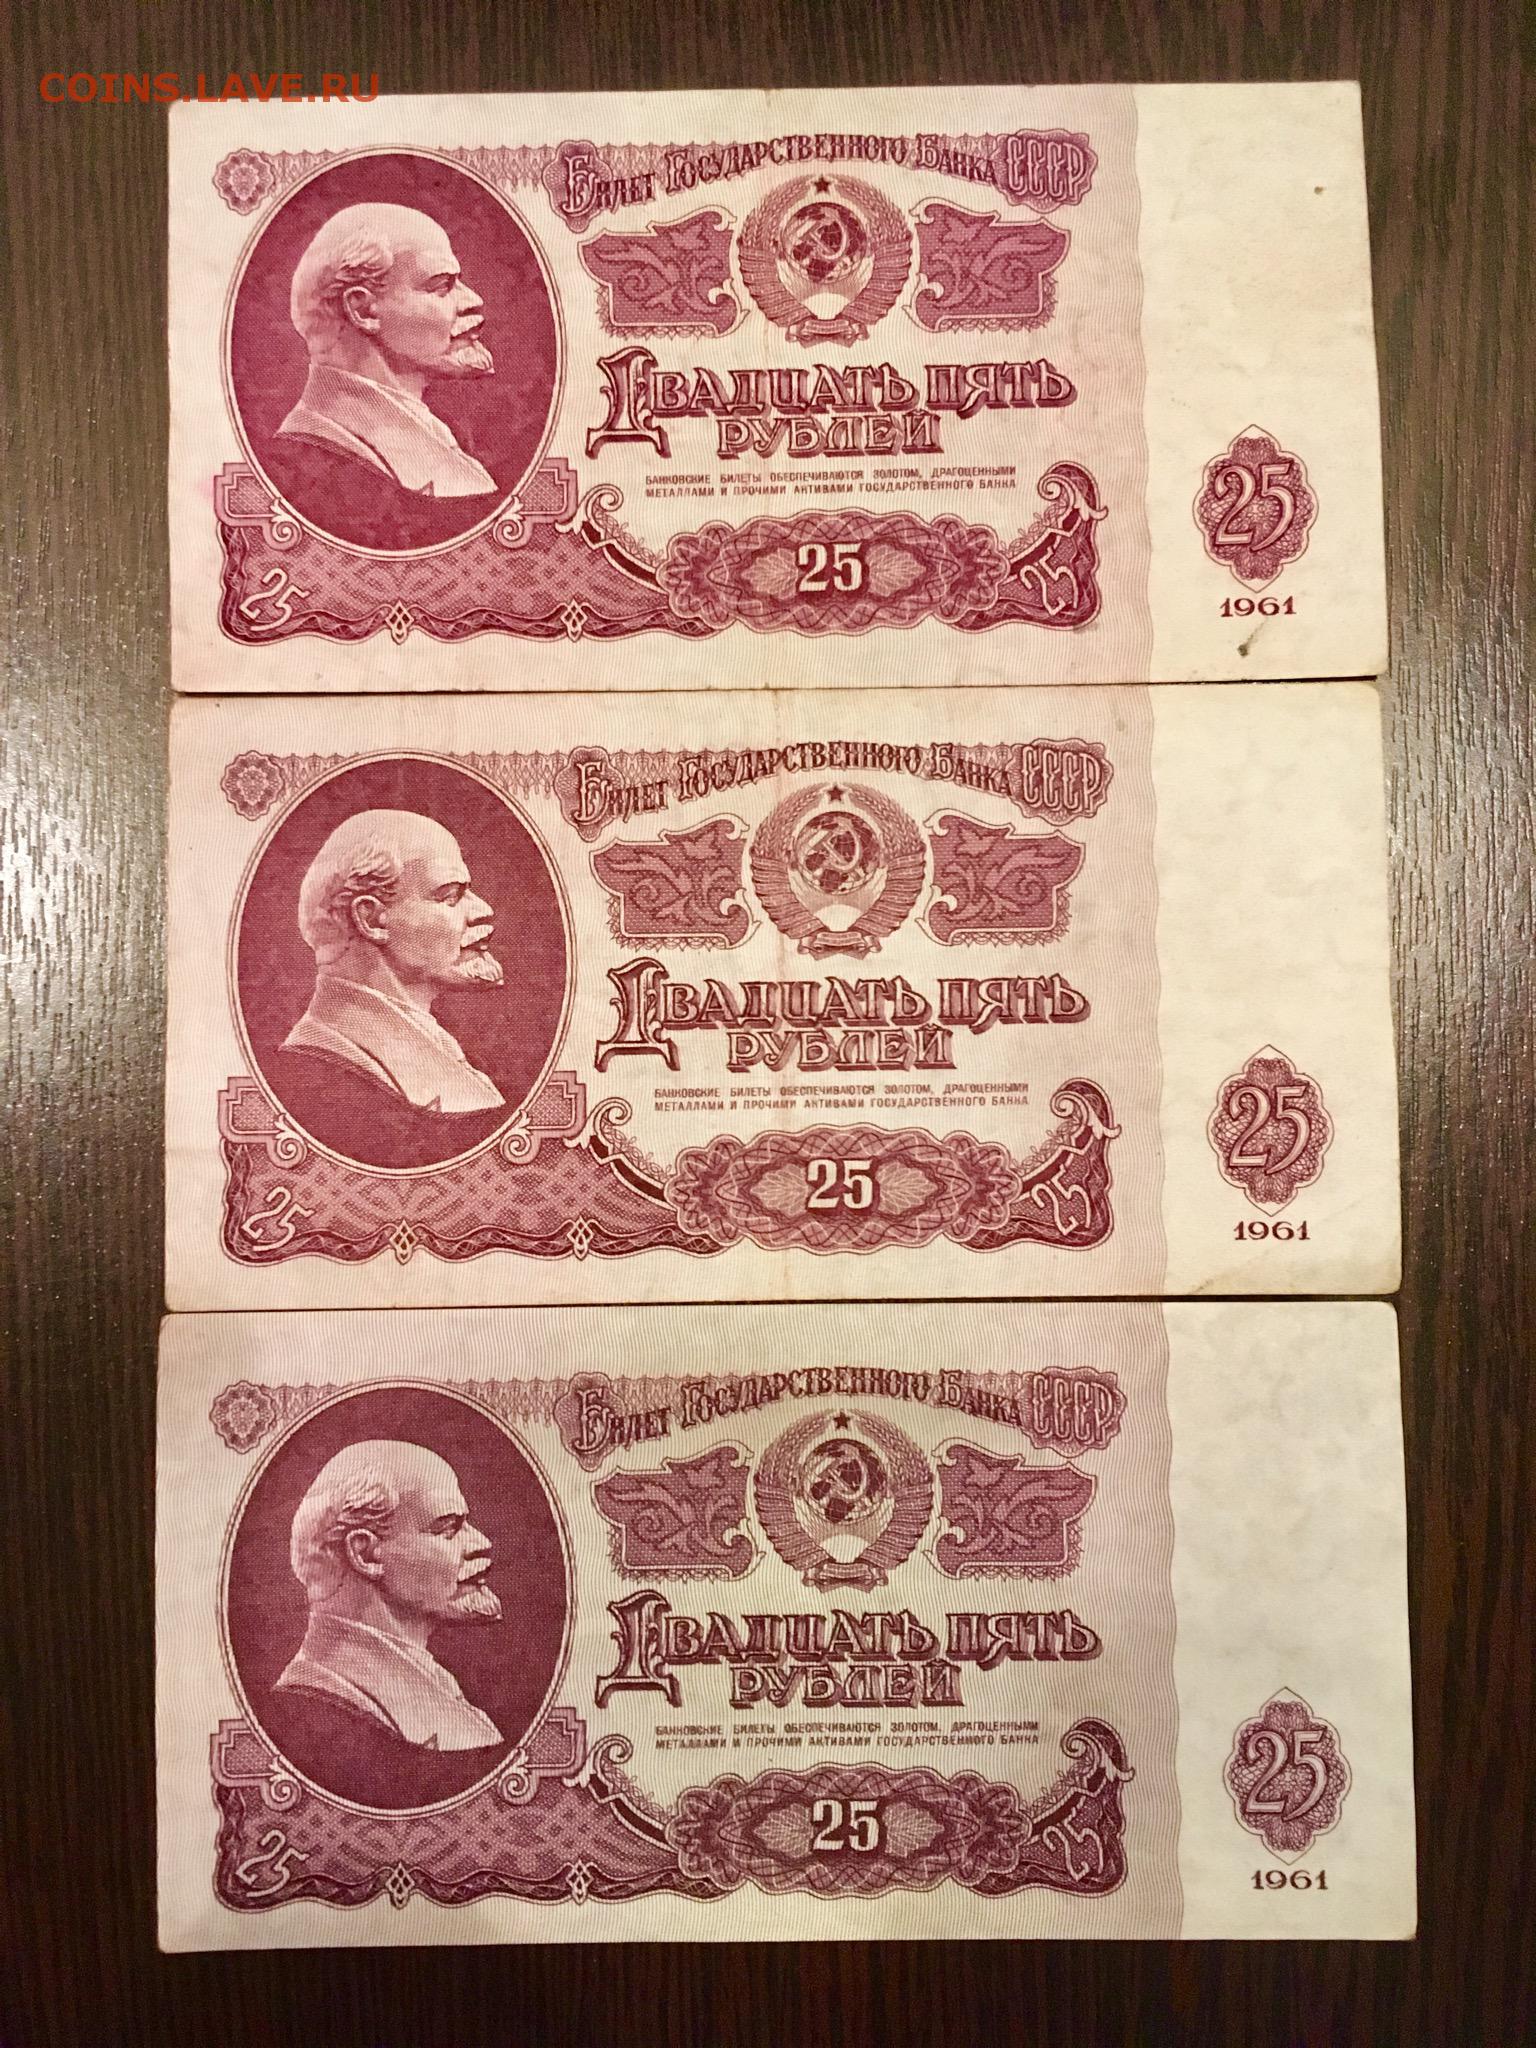 COINS.LAVE.RU
Билет Государственного Банка СССР
Двадцать пять
рублей
БАНКОВСКИЕ БИЛЕТЫ ОБЕСПЕЧИВАЮТСЯ ЗОЛОТОМ, ДРАГОЦЕННЫМИ
МЕТАЛЛАМИ И ПРОЧИМИ АКТИВАМИ ГОСУДАРСТВЕННОГО БАНКА
25
25
25
25
1961
Билет Государственного Банка СССР
Двадцать пять
рублей
БАНКОВСКИЕ БИЛЕТЫ ОБЕСПЕЧИВАЮТСЯ ЗОЛОТОМ, ДРАГОЦЕННЫМИ
МЕТАЛЛАМИ И ПРОЧИМИ АКТИВАМИ ГОСУДАРСТВЕННОГО БАНКА
25
25
25
25
1961
Билет Государственного Банка СССР
Двадцать пять
рублей
БАНКОВСКИЕ БИЛЕТЫ ОБЕСПЕЧИВАЮТСЯ ЗОЛОТОМ, ДРАГОЦЕННЫМИ
МЕТАЛЛАМИ И ПРОЧИМИ АКТИВАМИ ГОСУДАРСТВЕННОГО БАНКА
25
25
25
25
1961